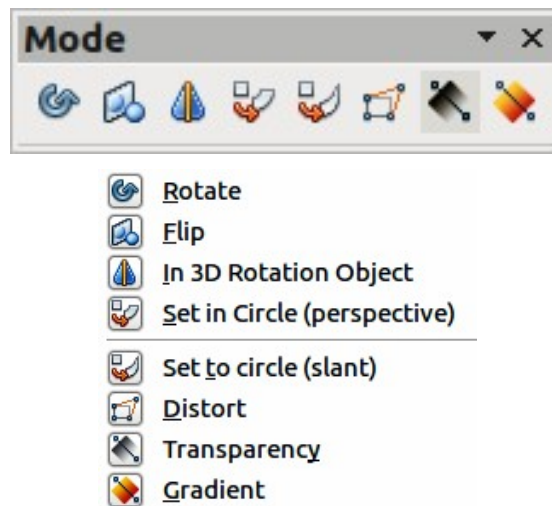 Mode
Rotate
Flip
In 3D Rotation Object
Set in Circle (perspective)
Set to circle (slant)
Distort
Transparency
Gradient